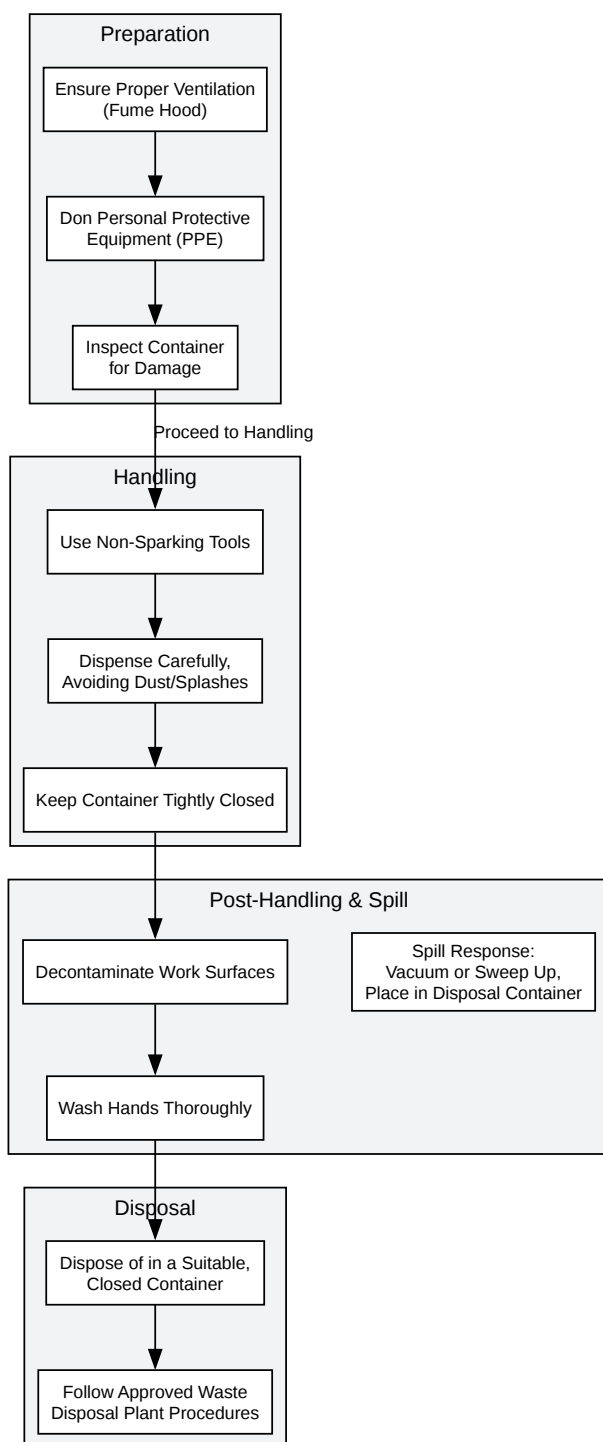 Preparation
Ensure Proper Ventilation
(Fume Hood)
Don Personal Protective
Equipment (PPE)
Inspect Container
for Damage
Proceed to Handling
Handling
Use Non-Sparking Tools
Dispense Carefully,
Avoiding Dust/Splashes
Keep Container Tightly Closed
Post-Handling & Spill
Decontaminate Work Surfaces
Spill Response:
Vacuum or Sweep Up,
Place in Disposal Container
Wash Hands Thoroughly
Disposal
Dispose of in a Suitable,
Closed Container
Follow Approved Waste
Disposal Plant Procedures